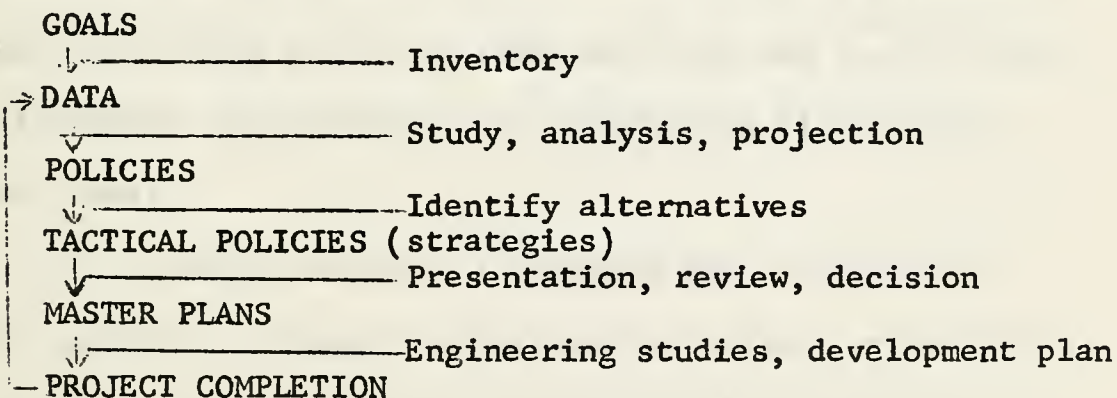 GOALS
Inventory
DATA
Study, analysis, projection
POLICIES
Identify alternatives
TACTICAL POLICIES (strategies)
Presentation, review, decision
MASTER PLANS
Engineering studies, development plan
PROJECT COMPLETION